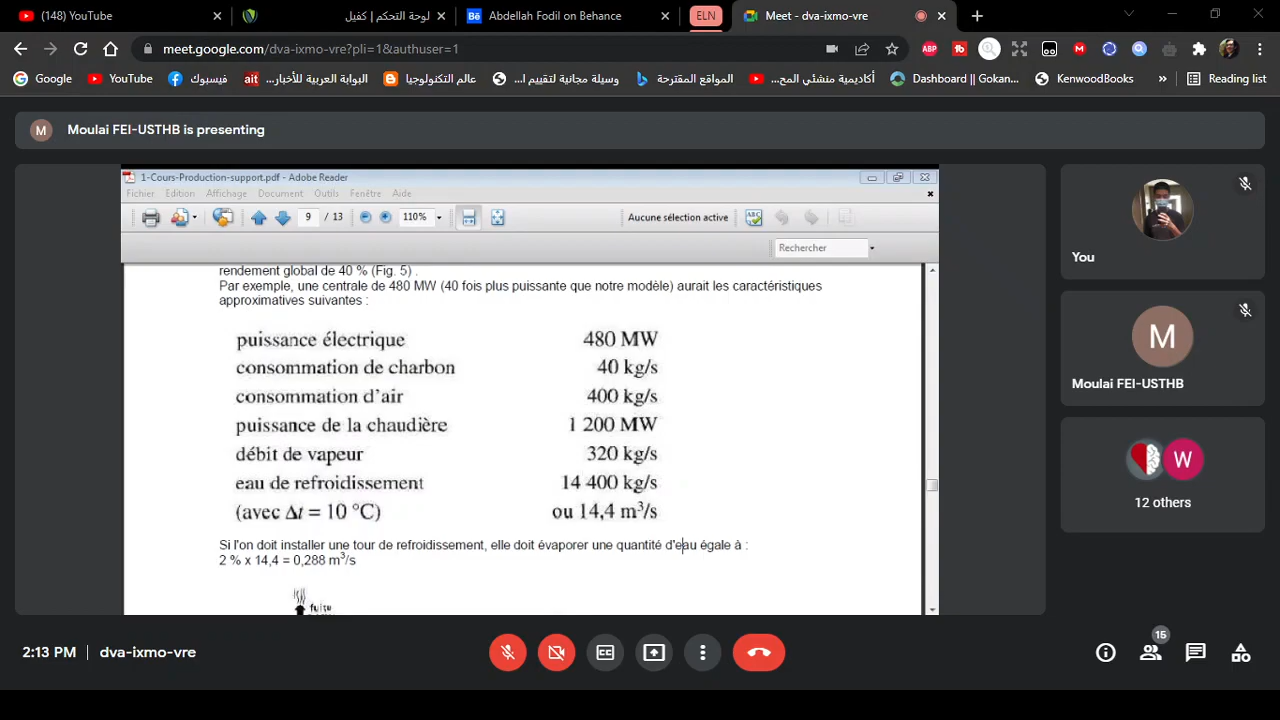 (148) YouTube
لوحة التحكم | كفيل
Abdellah Fodil on Behance
ELN
Meet - dva-ixmo-vre
meet.google.com/dva-ixmo-vre?pli=1&authuser=1
ABP
Google
YouTube
فيسبوك
ait
البوابة العربية للأخبار...
عالم التكنولوجيا
وسيلة مجانية لتقييم ا...
المواقع المقترحة
أكاديمية منشئي المح...
Dashboard || Gokan...
KenwoodBooks
»
Reading list
M
Moulai FEI-USTHB is presenting
1-Cours-Production-support.pdf - Adobe Reader
Fichier Edition Affichage Document Outils Fenêtre Aide
9 / 13 110% Aucune sélection active
Rechercher
rendement global de 40 % (Fig. 5) .
Par exemple, une centrale de 480 MW (40 fois plus puissante que notre modèle) aurait les caractéristiques
approximatives suivantes :
puissance électrique 480 MW
consommation de charbon 40 kg/s
consommation d'air 400 kg/s
puissance de la chaudière 1 200 MW
débit de vapeur 320 kg/s
eau de refroidissement 14 400 kg/s
(avec Δt = 10 °C) ou 14,4 m³/s
Si l'on doit installer une tour de refroidissement, elle doit évaporer une quantité d'eau égale à :
2 % x 14,4 = 0,288 m³/s
fuite
You
M
Moulai FEI-USTHB
W
12 others
2:13 PM | dva-ixmo-vre
15